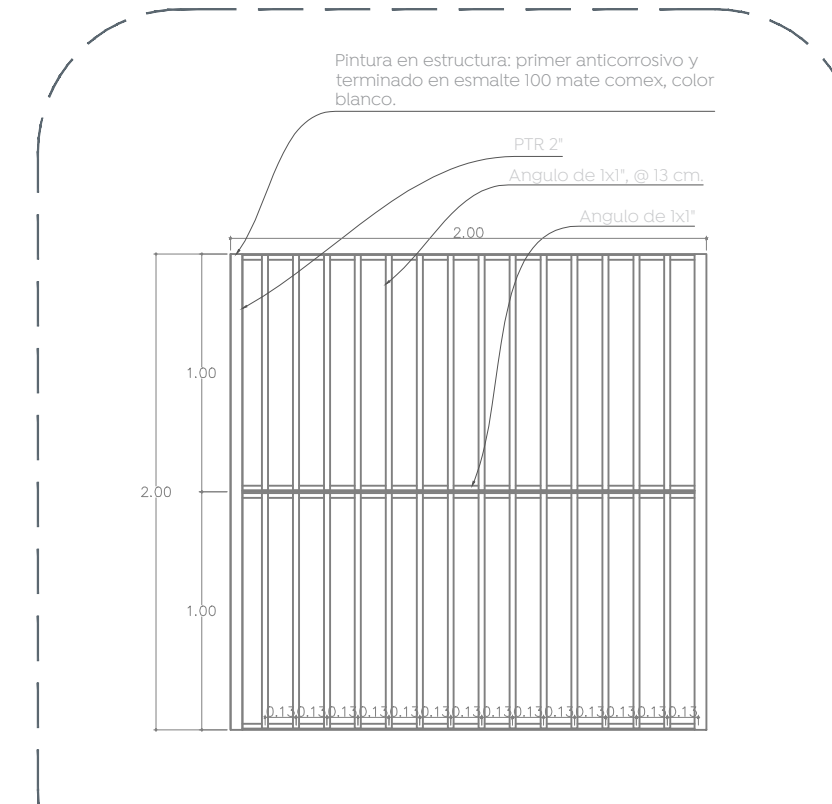 Pintura en estructura: primer anticorrosivo y
terminado en esmalte 100 mate comex, color
blanco.
PTR 2"
Angulo de 1x1", @ 13 cm.
Angulo de 1x1"
2.00
1.00
2.00
1.00
0.13 0.13 0.13 0.13 0.13 0.13 0.13 0.13 0.13 0.13 0.13 0.13 0.13 0.13